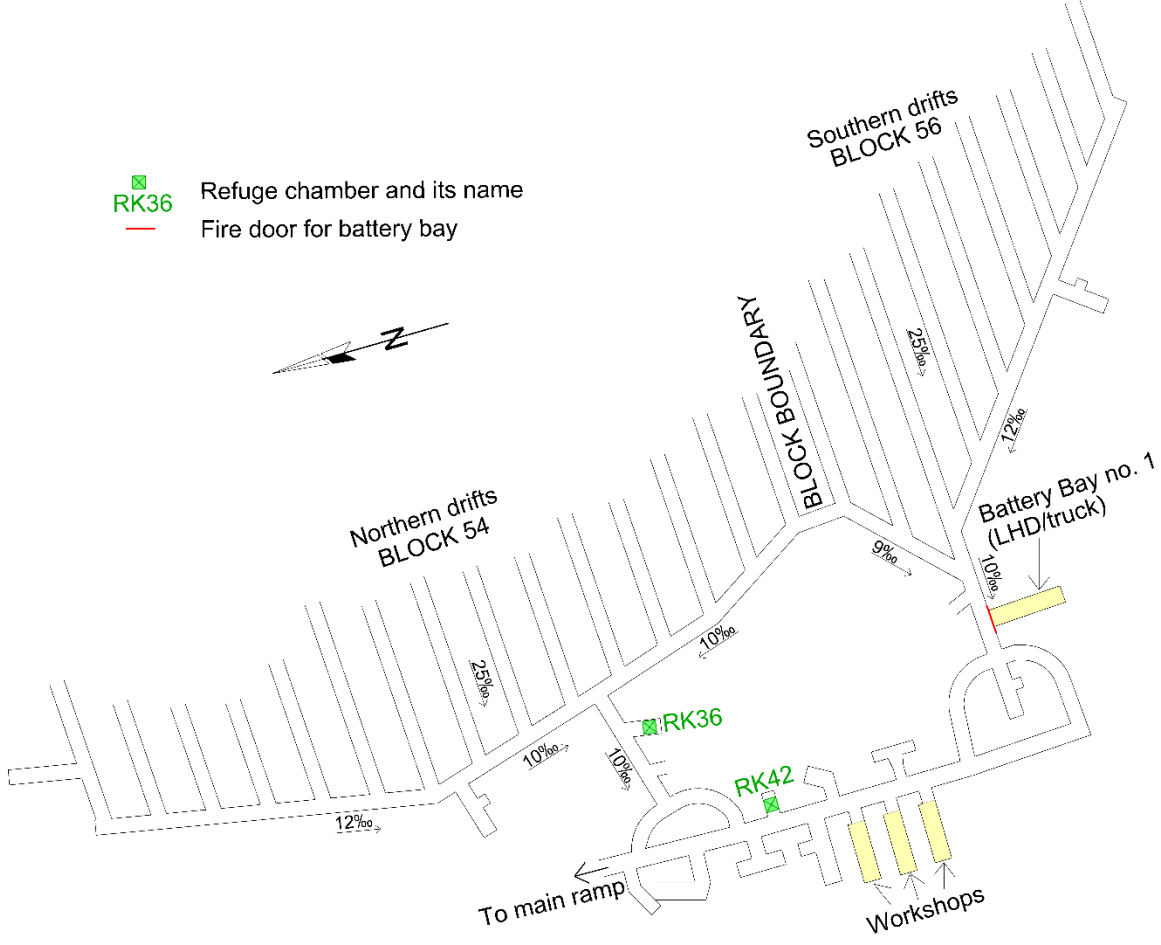 Southern drifts
BLOCK 56
RK36
Refuge chamber and its name
Fire door for battery bay
N
BLOCK BOUNDARY
25‰
12‰
Battery Bay no. 1
(LHD/truck)
Northern drifts
BLOCK 54
9‰
10‰
10‰
25‰
RK36
10‰
10‰
RK42
12‰
To main ramp
Workshops